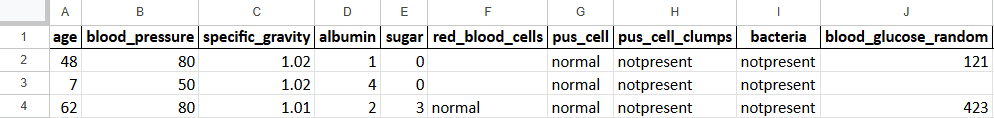 A B C D E F G H I J
1 age blood_pressure specific_gravity albumin sugar red_blood_cells pus_cell pus_cell_clumps bacteria blood_glucose_random
2 48 80 1.02 1 0 normal notpresent notpresent 121
3 7 50 1.02 4 0 normal notpresent notpresent
4 62 80 1.01 2 3 normal normal notpresent notpresent 423